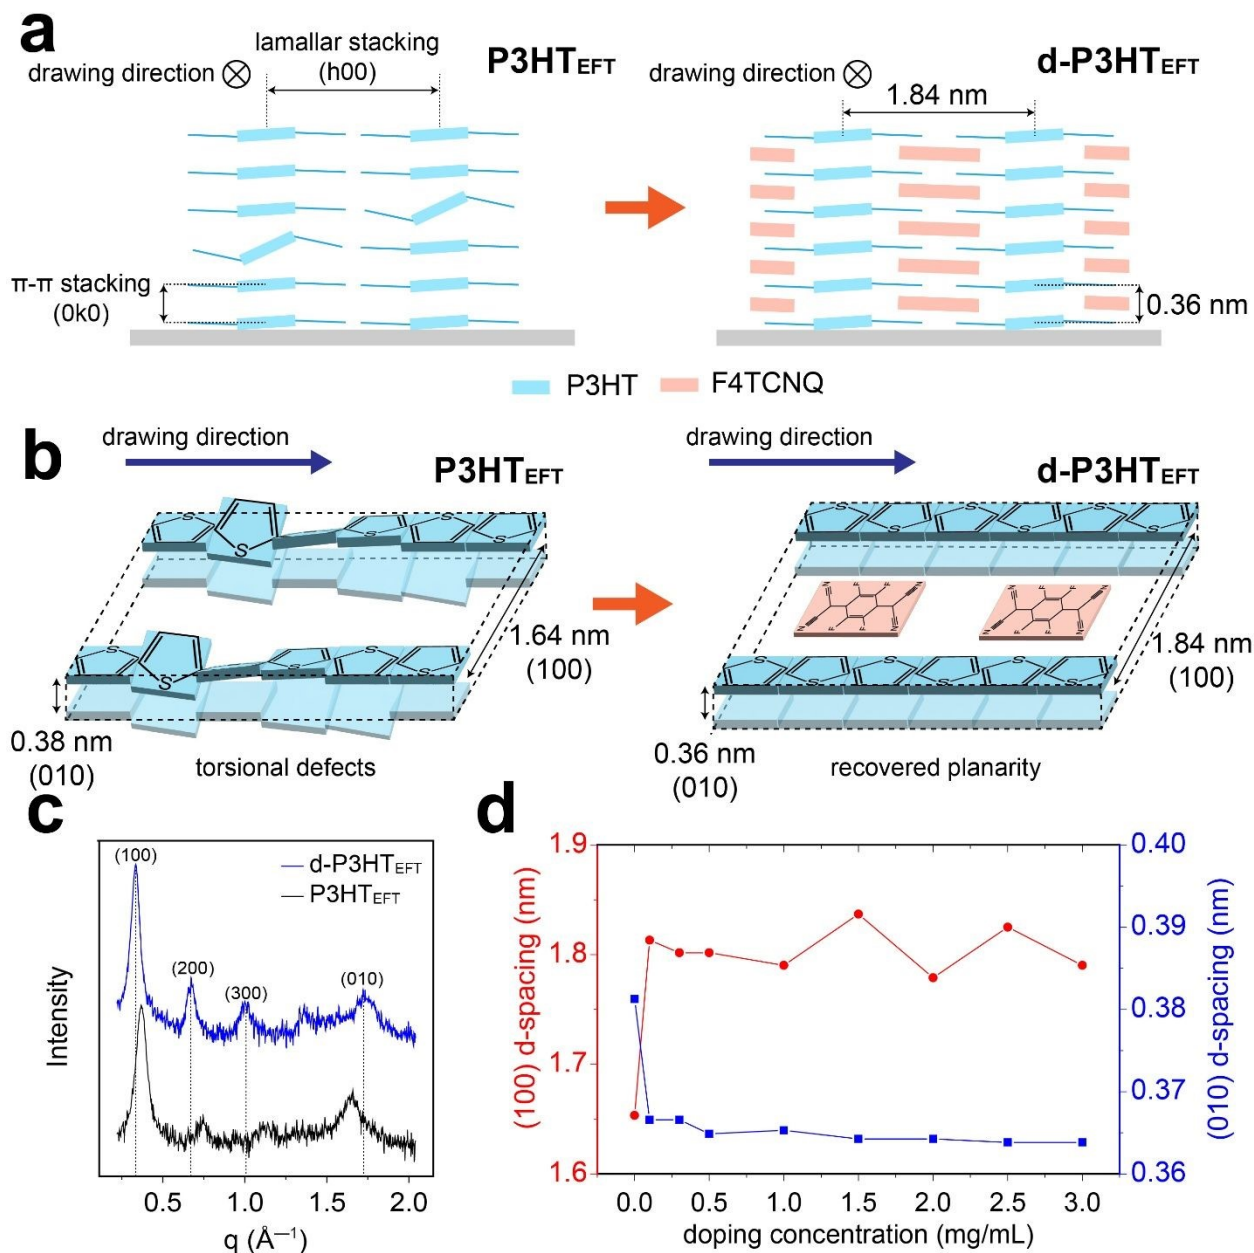 a
lamallar stacking
(h00)
drawing direction
P3HTEFT
π-π stacking
(0k0)
drawing direction
d-P3HTEFT
1.84 nm
0.36 nm
P3HT
F4TCNQ
b
drawing direction
P3HTEFT
S
S
S
S
S
S
1.64 nm
(100)
0.38 nm
(010)
torsional defects
drawing direction
d-P3HTEFT
1.84 nm
(100)
0.36 nm
(010)
recovered planarity
c
(100)
d-P3HTEFT
P3HTEFT
(200)
(300)
(010)
Intensity
0.5
1.0
1.5
2.0
q (Å—1)
d
1.9
1.8
1.7
1.6
(100) d-spacing (nm)
0.40
0.39
0.38
0.37
0.36
(010) d-spacing (nm)
0.0
0.5
1.0
1.5
2.0
2.5
3.0
doping concentration (mg/mL)